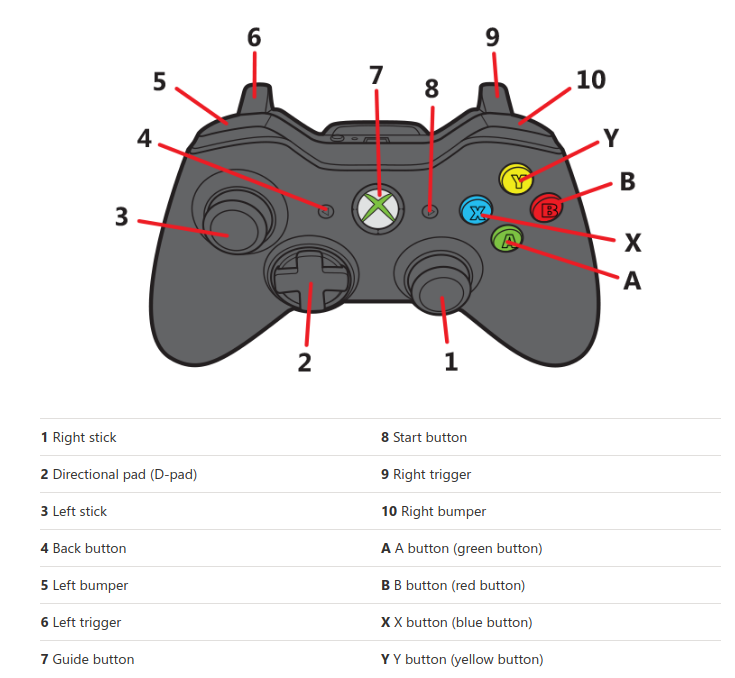 6
9
7
5
8
10
4
Y
Y
B
B
3
X
X
A
A
2
1
1 Right stick
8 Start button
2 Directional pad (D-pad)
9 Right trigger
3 Left stick
10 Right bumper
4 Back button
A A button (green button)
5 Left bumper
B B button (red button)
6 Left trigger
X X button (blue button)
7 Guide button
Y Y button (yellow button)